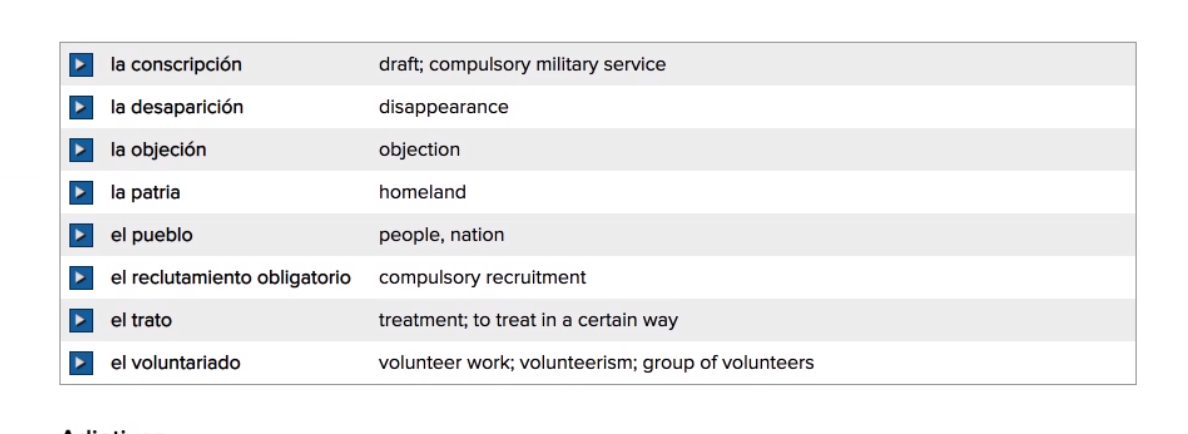 la conscripción draft; compulsory military service
la desaparición disappearance
la objeción objection
la patria homeland
el pueblo people, nation
el reclutamiento obligatorio compulsory recruitment
el trato treatment; to treat in a certain way
el voluntariado volunteer work; volunteerism; group of volunteers